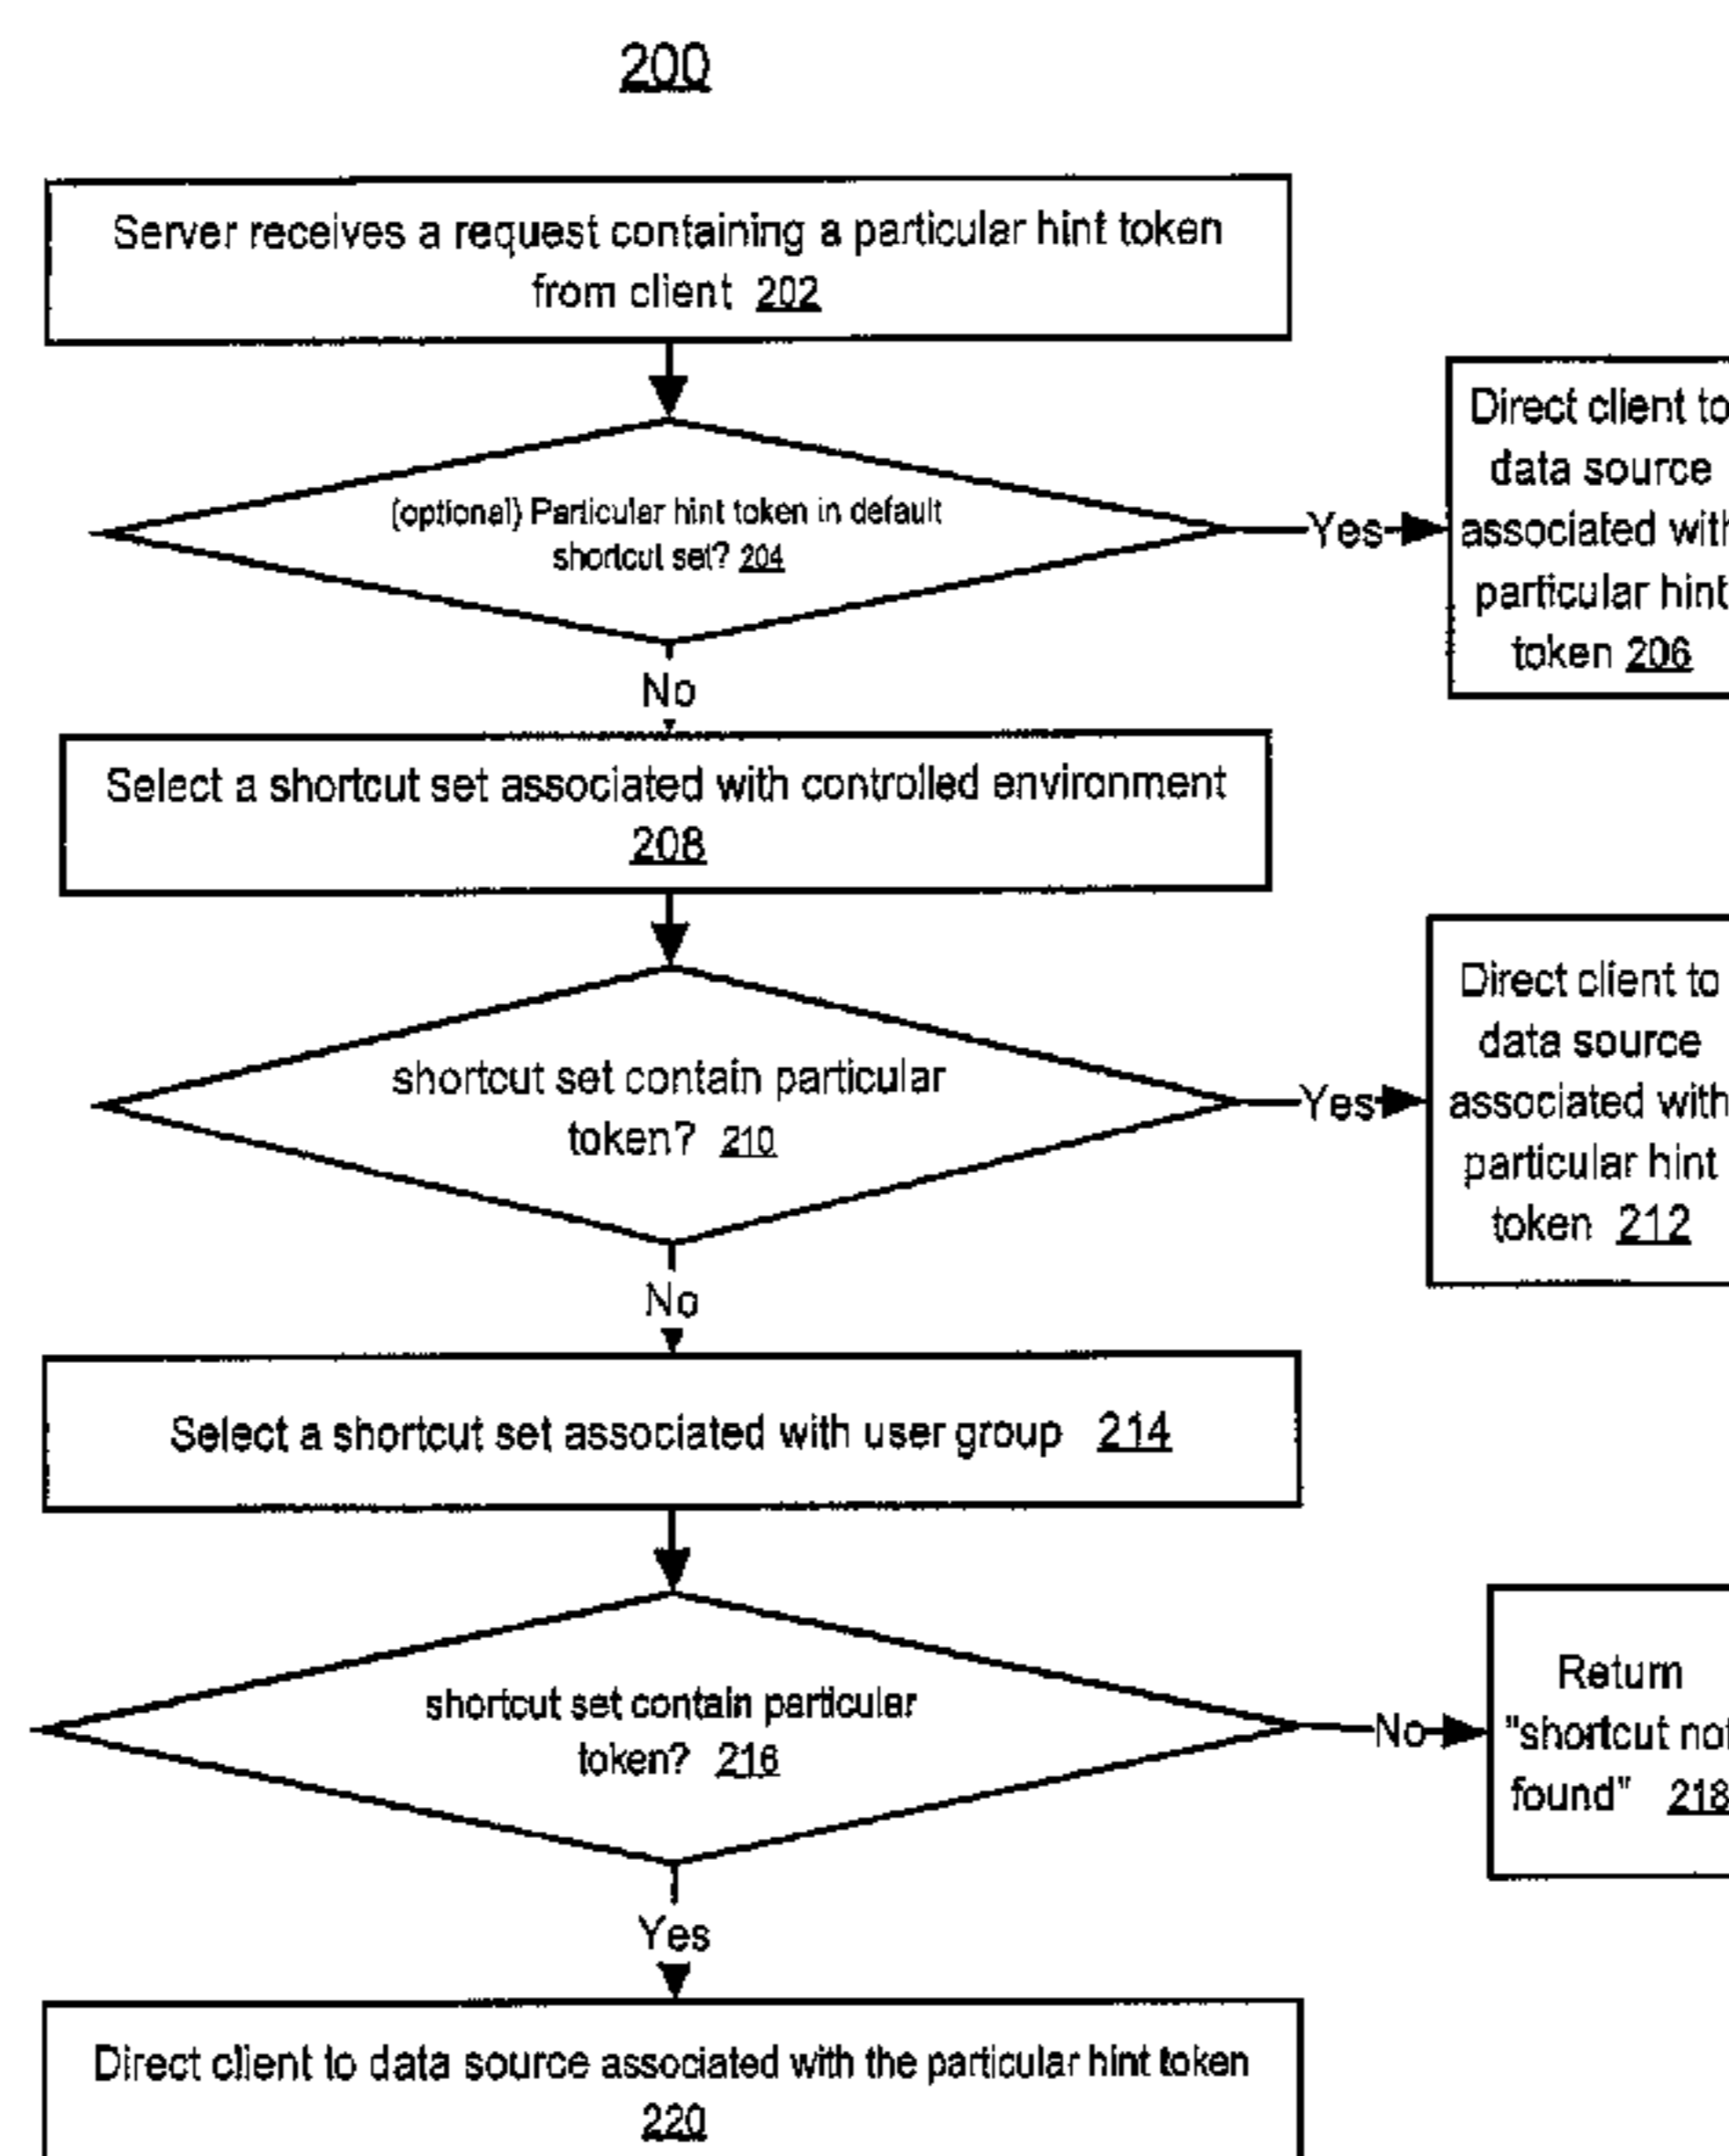 200
Server receives a request containing a particular hint token
from client 202
(optional) Particular hint token in default
shortcut set? 204
Yes
Direct client to
data source
associated with
particular hint
token 206
No
Select a shortcut set associated with controlled environment
208
shortcut set contain particular
token? 210
Yes
Direct client to
data source
associated with
particular hint
token 212
No
Select a shortcut set associated with user group 214
shortcut set contain particular
token? 216
No
Return
"shortcut not
found" 218
Yes
Direct client to data source associated with the particular hint token
220